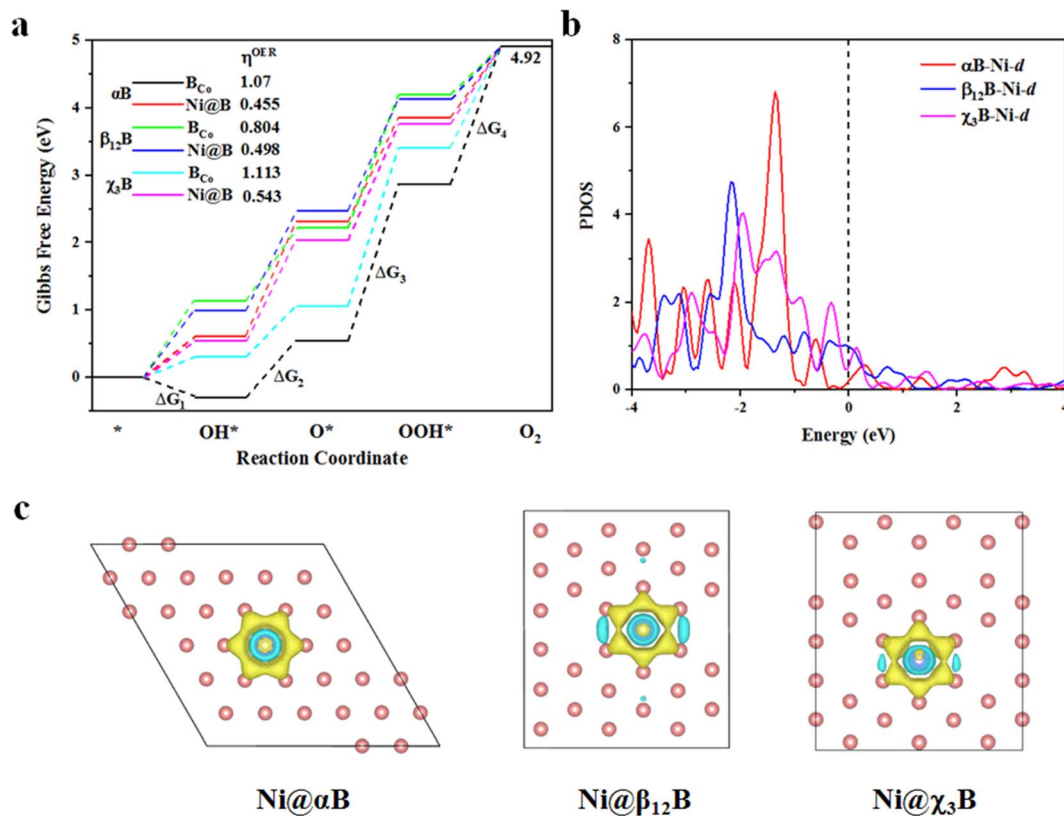 a
5
4
3
2
1
0
Gibbs Free Energy (eV)
η^OER
αB
B_Co 1.07
Ni@B 0.455
β₁₂B
B_Co 0.804
Ni@B 0.498
χ₃B
B_Co 1.113
Ni@B 0.543
4.92
ΔG₄
ΔG₃
ΔG₂
ΔG₁
* OH* O* OOH* O₂
Reaction Coordinate
b
8
6
4
2
0
PDOS
αB-Ni-d
β₁₂B-Ni-d
χ₃B-Ni-d
-4 -2 0 2 4
Energy (eV)
c
Ni@αB
Ni@β₁₂B
Ni@χ₃B